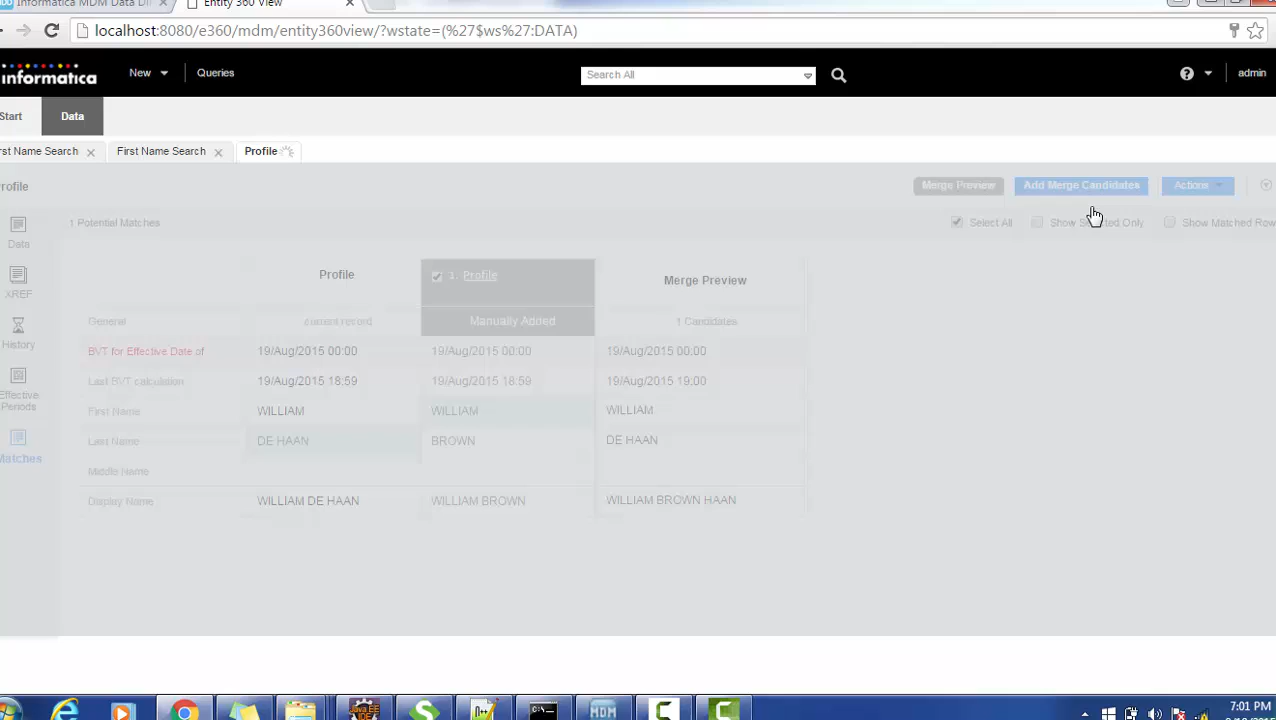 Informatica MDM Data Di
Entity 360 View
localhost:8080/e360/mdm/entity360view/?wstate=(%27$ws%27:DATA)
informatica
New
Queries
Search All
admin
Start
Data
rst Name Search
First Name Search
Profile
Profile
Merge Preview
Add Merge Candidates
Actions
1 Potential Matches
Select All
Show Selected Only
Show Matched Row
Data
XREF
History
Effective
Periods
Matches
Profile
1. Profile
Merge Preview
General
current record
Manually Added
1 Candidates
BVT for Effective Date of
19/Aug/2015 00:00
19/Aug/2015 00:00
19/Aug/2015 00:00
Last BVT calculation
19/Aug/2015 18:59
19/Aug/2015 18:59
19/Aug/2015 19:00
First Name
WILLIAM
WILLIAM
WILLIAM
Last Name
DE HAAN
BROWN
DE HAAN
Middle Name
Display Name
WILLIAM DE HAAN
WILLIAM BROWN
WILLIAM BROWN HAAN
Java EE
MDM
7:01 PM